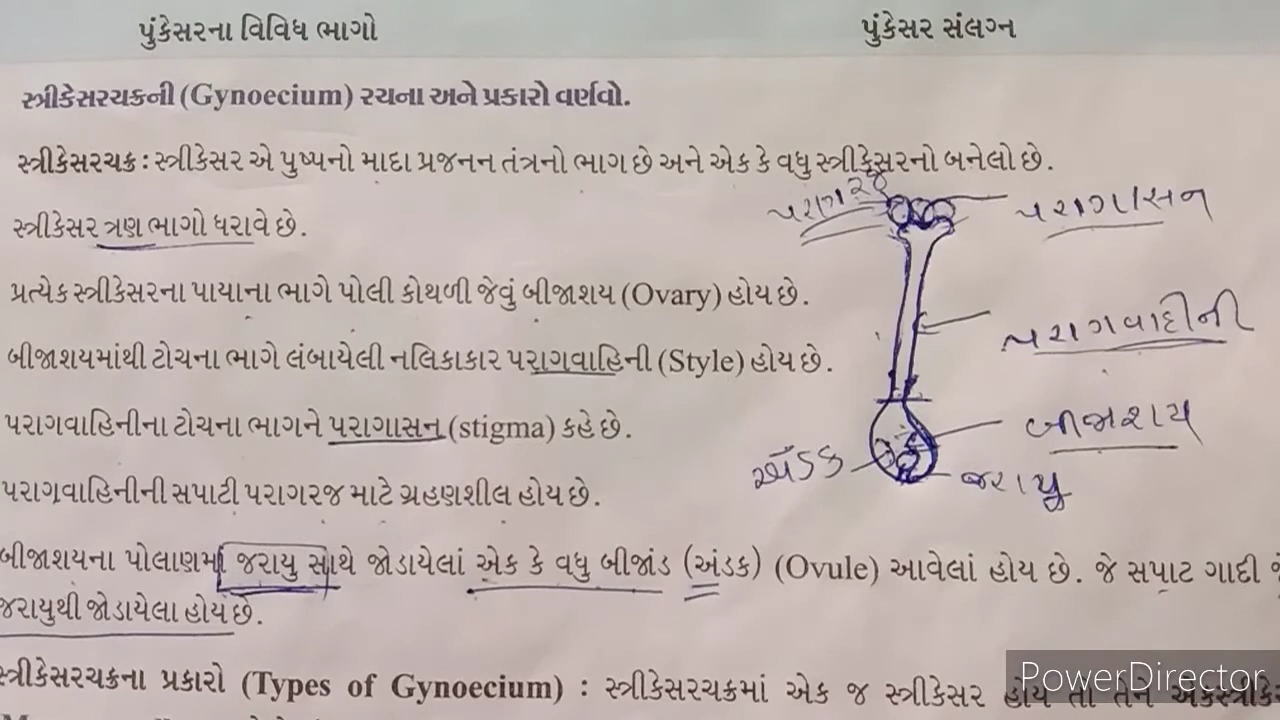 પુંકેસરના વિવિધ ભાગો
પુંકેસર સંલગ્ન
સ્ત્રીકેસરચક્રની (Gynoecium) રચના અને પ્રકારો વર્ણવો.
સ્ત્રીકેસરચક્ર : સ્ત્રીકેસર એ પુષ્પનો માદા પ્રજનન તંત્રનો ભાગ છે અને એક કે વધુ સ્ત્રીકેસરનો બનેલો છે.
પરાગરજ
પરાગાસન
સ્ત્રીકેસર ત્રણ ભાગો ધરાવે છે.
પ્રત્યેક સ્ત્રીકેસરના પાયાના ભાગે પોલી કોથળી જેવું બીજાશય (Ovary) હોય છે.
પરાગવાહીની
બીજાશયમાંથી ટોચના ભાગે લંબાયેલી નલિકાકાર પરાગવાહિની (Style) હોય છે.
પરાગવાહિનીના ટોચના ભાગને પરાગાસન (stigma) કહે છે.
બીજાશય
અંડક
જરાયુ
પરાગવાહિનીની સપાટી પરાગરજ માટે ગ્રહણશીલ હોય છે.
બીજાશયના પોલાણમાં જરાયુ સાથે જોડાયેલાં એક કે વધુ બીજાંડ (અંડક) (Ovule) આવેલાં હોય છે. જે સપાટ ગાદી
જરાયુથી જોડાયેલા હોય છે.
સ્ત્રીકેસરચક્રના પ્રકારો (Types of Gynoecium) : સ્ત્રીકેસરચક્રમાં એક જ સ્ત્રીકેસર હોય તો તેને
PowerDirector